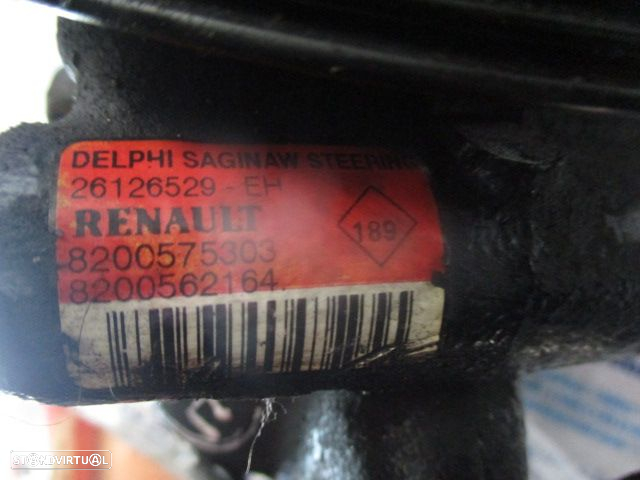 DELPHI SAGINAW STEERING
26126529 - EH
RENAULT
189
8200575303
8200562164
STANDVIRTUAL